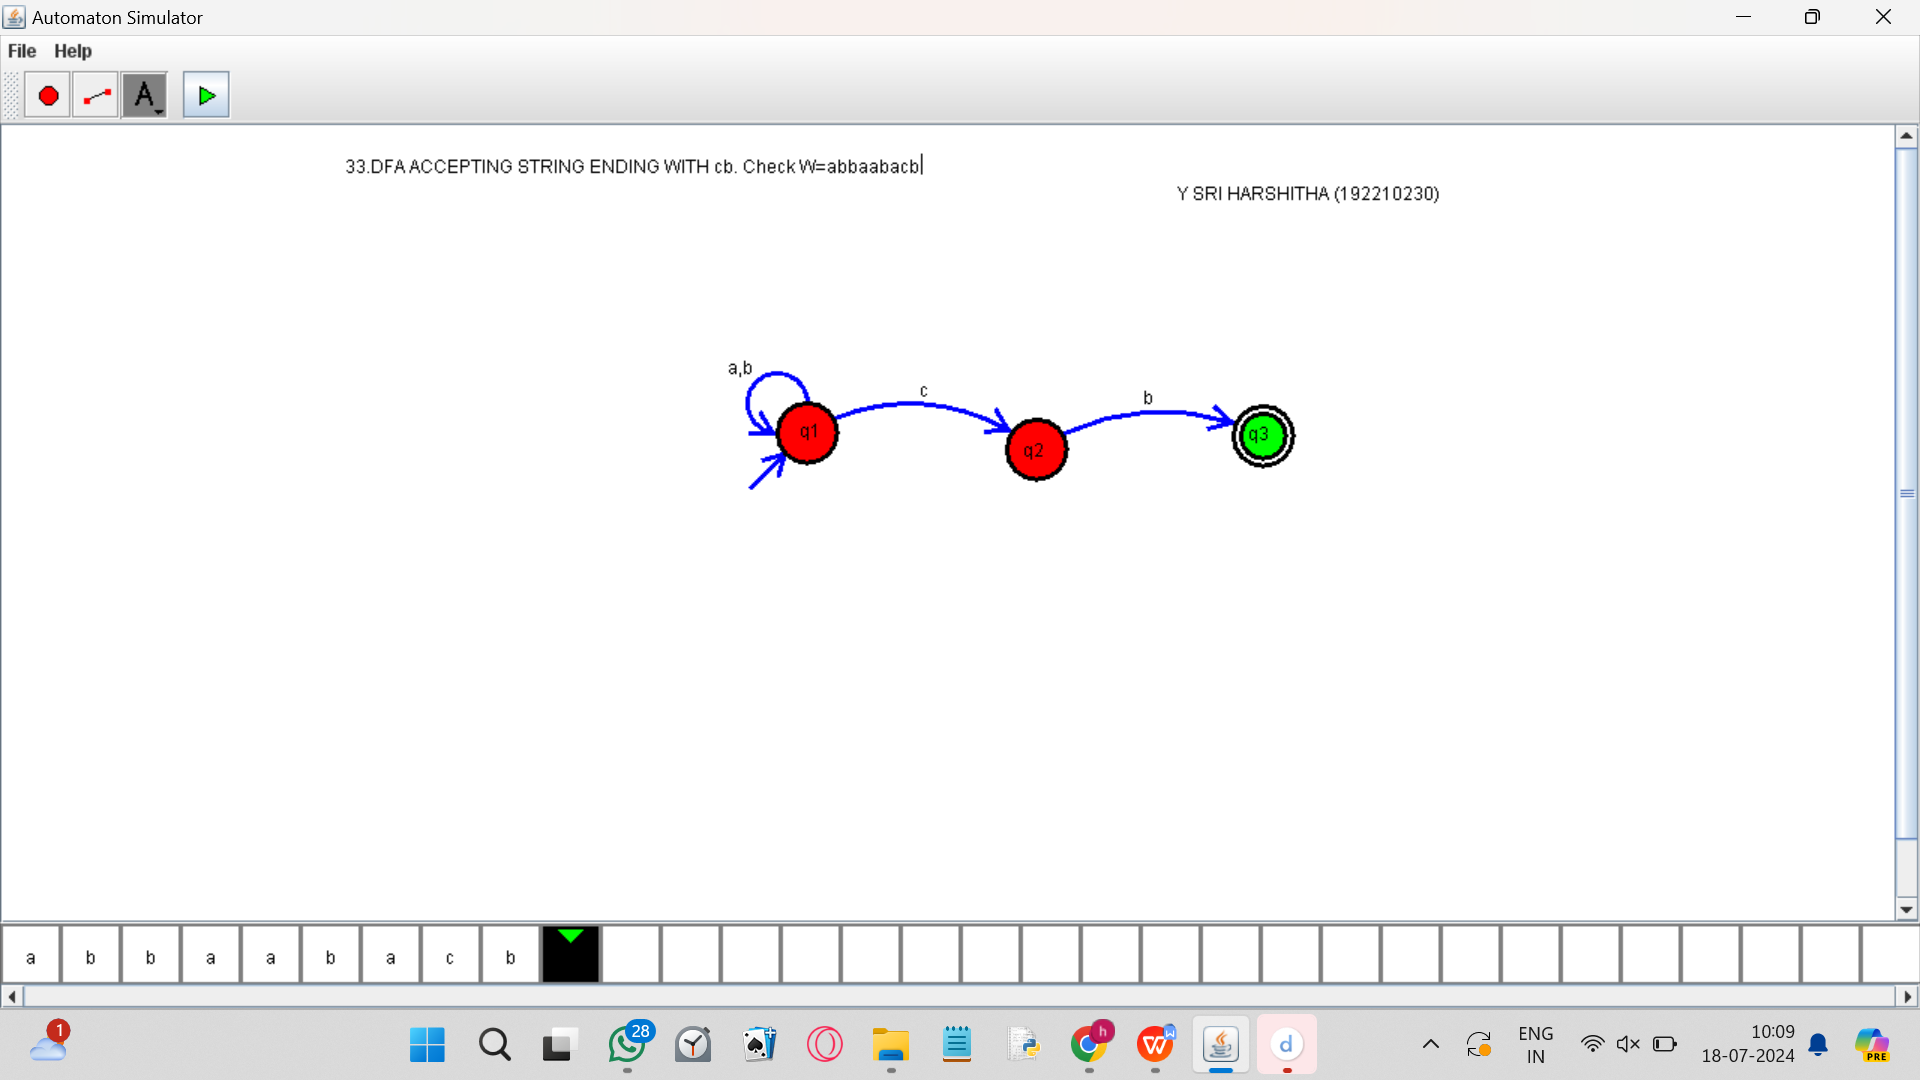 Automaton Simulator
File Help
A
33.DFA ACCEPTING STRING ENDING WITH cb. Check W=abbaabacb
Y SRI HARSHITHA (192210230)
a,b
c
b
q1
q2
q3
a b b a a b a c b
1
28
h
W
d
ENG
IN
10:09
18-07-2024
PRE